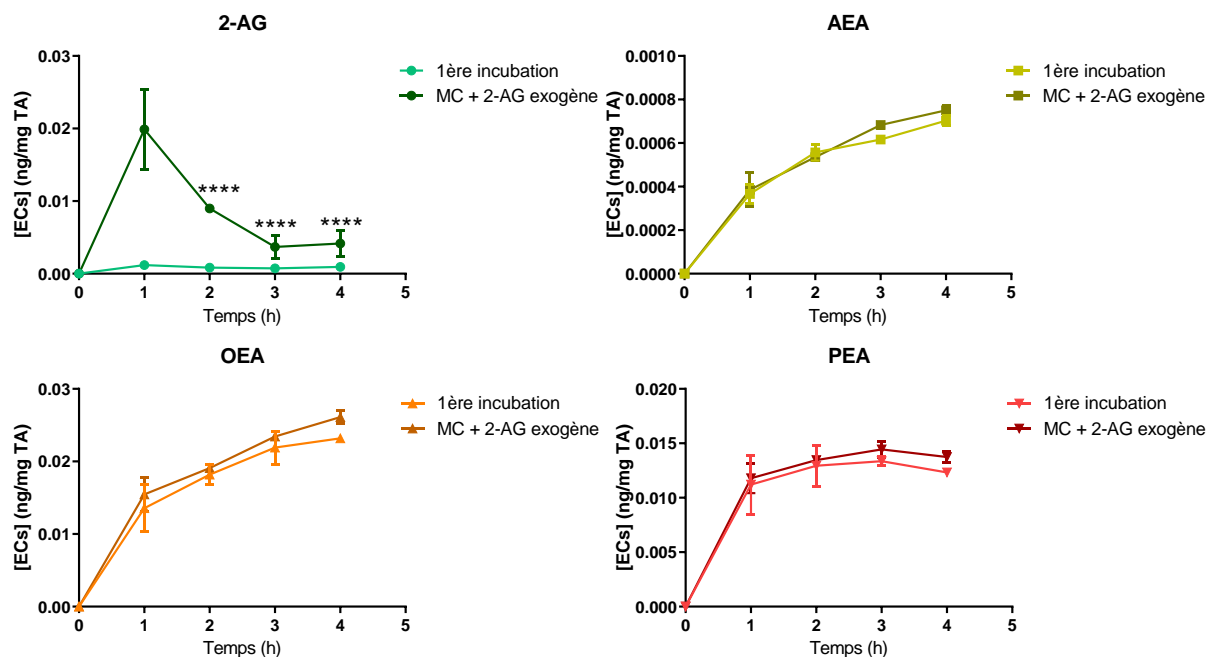 2-AG
[ECs] (ng/mg TA)
0.03
0.02
0.01
0.00
0 1 2 3 4 5
Temps (h)
****
****
****
1ère incubation
MC + 2-AG exogène
AEA
[ECs] (ng/mg TA)
0.0010
0.0008
0.0006
0.0004
0.0002
0.0000
0 1 2 3 4 5
Temps (h)
1ère incubation
MC + 2-AG exogène
OEA
[ECs] (ng/mg TA)
0.03
0.02
0.01
0.00
0 1 2 3 4 5
Temps (h)
1ère incubation
MC + 2-AG exogène
PEA
[ECs] (ng/mg TA)
0.020
0.015
0.010
0.005
0.000
0 1 2 3 4 5
Temps (h)
1ère incubation
MC + 2-AG exogène